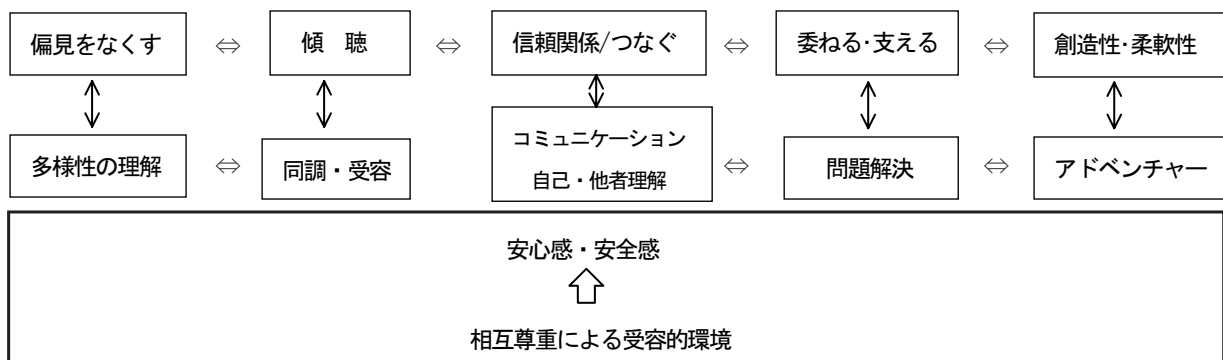 偏見をなくす ⇔ 傾　聴 ⇔ 信頼関係/つなぐ ⇔ 委ねる・支える ⇔ 創造性・柔軟性
多様性の理解 ⇔ 同調・受容 コミュニケーション ⇔ 問題解決 ⇔ アドベンチャー
自己・他者理解
安心感・安全感
相互尊重による受容的環境